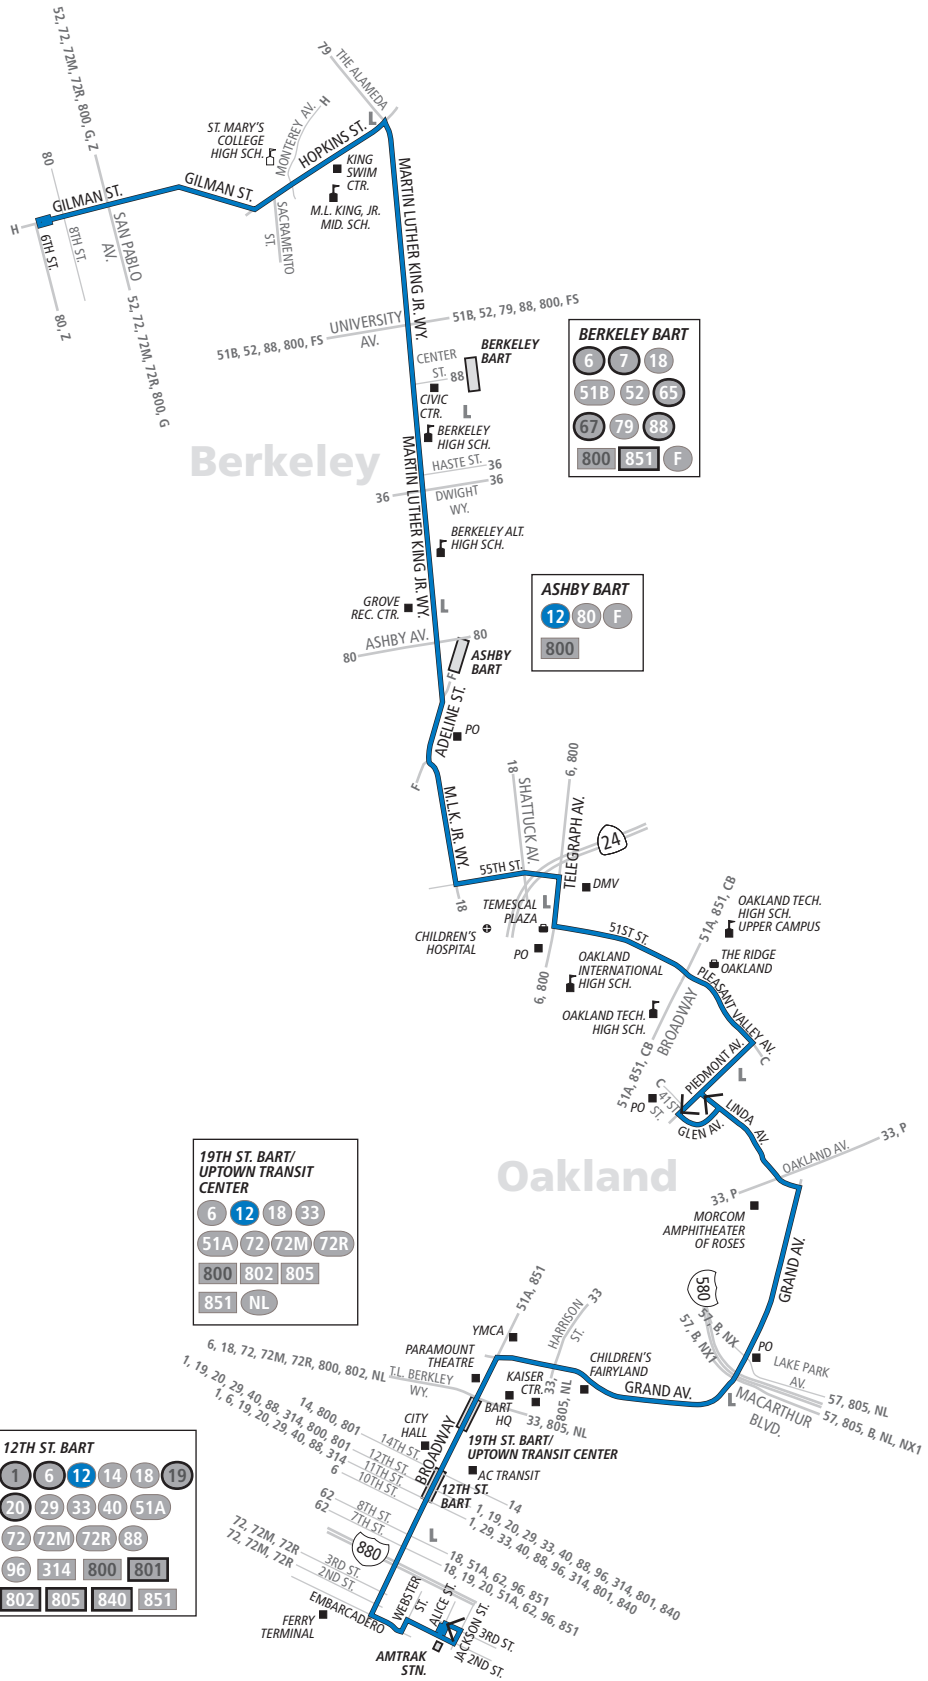 52, 72, 72M, 72R, 800, G, Z
79
THE ALAMEDA
L
ST. MARY'S
COLLEGE
HIGH SCH.
MONTEREY AV.
H
HOPKINS ST.
KING
SWIM
CTR.
M.L. KING, JR.
MID. SCH.
80
GILMAN ST.
GILMAN ST.
H
6TH ST.
8TH ST.
SAN PABLO
AV.
SACRAMENTO
ST.
80, Z
52, 72, 72M, 72R, 800, G
MARTIN LUTHER KING JR. WY.
51B, 52, 88, 800, FS
UNIVERSITY
AV.
51B, 52, 79, 88, 800, FS
CENTER
ST.
88
BERKELEY
BART
CIVIC
CTR.
L
BERKELEY
HIGH SCH.
BERKELEY BART
6 7 18
51B 52 65
67 79 88
800 851 F
Berkeley
MARTIN LUTHER KING JR. WY.
HASTE ST.
36
36
36
DWIGHT
WY.
BERKELEY ALT.
HIGH SCH.
GROVE
REC. CTR.
L
80
ASHBY AV.
80
ASHBY
BART
ASHBY BART
12 80 F
800
F
ADELINE ST.
PO
F
M.L.K. JR. WY.
18
SHATTUCK AV.
6, 800
TELEGRAPH AV.
24
55TH ST.
18
DMV
TEMESCAL
PLAZA
L
CHILDREN'S
HOSPITAL
PO
6, 800
51ST ST.
OAKLAND
INTERNATIONAL
HIGH SCH.
OAKLAND TECH.
HIGH SCH.
51A, 851, CB
BROADWAY
51A, 851, CB
OAKLAND TECH.
HIGH SCH.
UPPER CAMPUS
THE RIDGE
OAKLAND
PLEASANT VALLEY AV.
C
PIEDMONT AV.
L
C
41ST
ST.
PO
GLEN AV.
LINDA AV.
Oakland
33, P
OAKLAND AV.
33, P
MORCOM
AMPHITHEATER
OF ROSES
GRAND AV.
580
57, B, NX
57, B, NX1
PO
LAKE PARK
AV.
57, 805, NL
57, 805, B, NL, NX1
MACARTHUR
BLVD.
L
19TH ST. BART/
UPTOWN TRANSIT
CENTER
6 12 18 33
51A 72 72M 72R
800 802 805
851 NL
51A, 851
HARRISON
ST.
33
YMCA
PARAMOUNT
THEATRE
KAISER
CTR.
CHILDREN'S
FAIRYLAND
GRAND AV.
33,
805, NL
6, 18, 72, 72M, 72R, 800, 802, NL
T.L. BERKLEY
WY.
BART
HQ
33, 805, NL
1, 19, 20, 29, 40, 88, 314, 800, 801
1, 6, 19, 20, 29, 40, 88, 314
14, 800, 801
CITY
HALL
BROADWAY
19TH ST. BART/
UPTOWN TRANSIT CENTER
14TH ST.
12TH ST.
11TH ST.
10TH ST.
6
AC TRANSIT
12TH ST.
BART
14
1, 19, 20, 29, 33, 40, 88, 96, 314, 801, 840
1, 29, 33, 40, 88, 96, 314, 801, 840
12TH ST. BART
1 6 12 14 18 19
20 29 33 40 51A
72 72M 72R 88
96 314 800 801
802 805 840 851
62
62
8TH ST.
7TH ST.
L
880
18, 51A, 62, 96, 851
18, 19, 20, 51A, 62, 96, 851
72, 72M, 72R
72, 72M, 72R
3RD ST.
2ND ST.
EMBARCADERO
WEBSTER
ST.
ALICE ST.
JACKSON ST.
3RD ST.
2ND ST.
FERRY
TERMINAL
AMTRAK
STN.